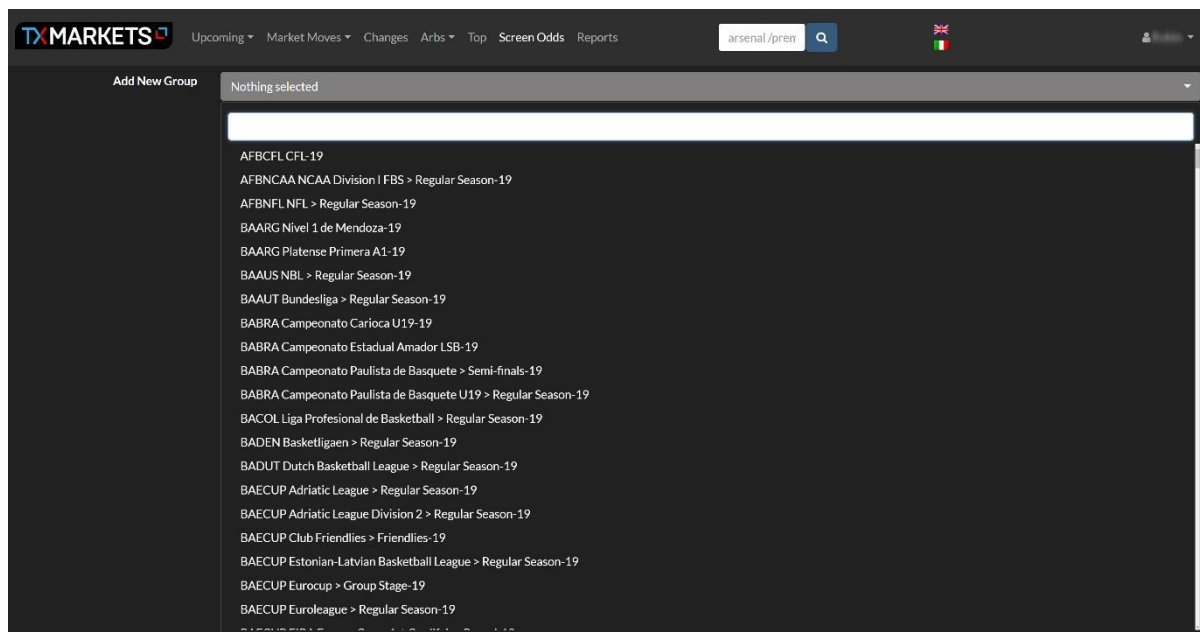 TXMARKETS
Upcoming Market Moves Changes Arbs Top Screen Odds Reports
arsenal /prem
Add New Group
Nothing selected
AFBCFL CFL-19
AFBNCAA NCAA Division I FBS > Regular Season-19
AFBNFL NFL > Regular Season-19
BAARG Nivel 1 de Mendoza-19
BAARG Platense Primera A1-19
BAAUS NBL > Regular Season-19
BAAUT Bundesliga > Regular Season-19
BABRA Campeonato Carioca U19-19
BABRA Campeonato Estadual Amador LSB-19
BABRA Campeonato Paulista de Basquete > Semi-finals-19
BABRA Campeonato Paulista de Basquete U19 > Regular Season-19
BACOL Liga Profesional de Basketball > Regular Season-19
BADEN Basketligaen > Regular Season-19
BADUT Dutch Basketball League > Regular Season-19
BAECUP Adriatic League > Regular Season-19
BAECUP Adriatic League Division 2 > Regular Season-19
BAECUP Club Friendlies > Friendlies-19
BAECUP Estonian-Latvian Basketball League > Regular Season-19
BAECUP Eurocup > Group Stage-19
BAECUP Euroleague > Regular Season-19